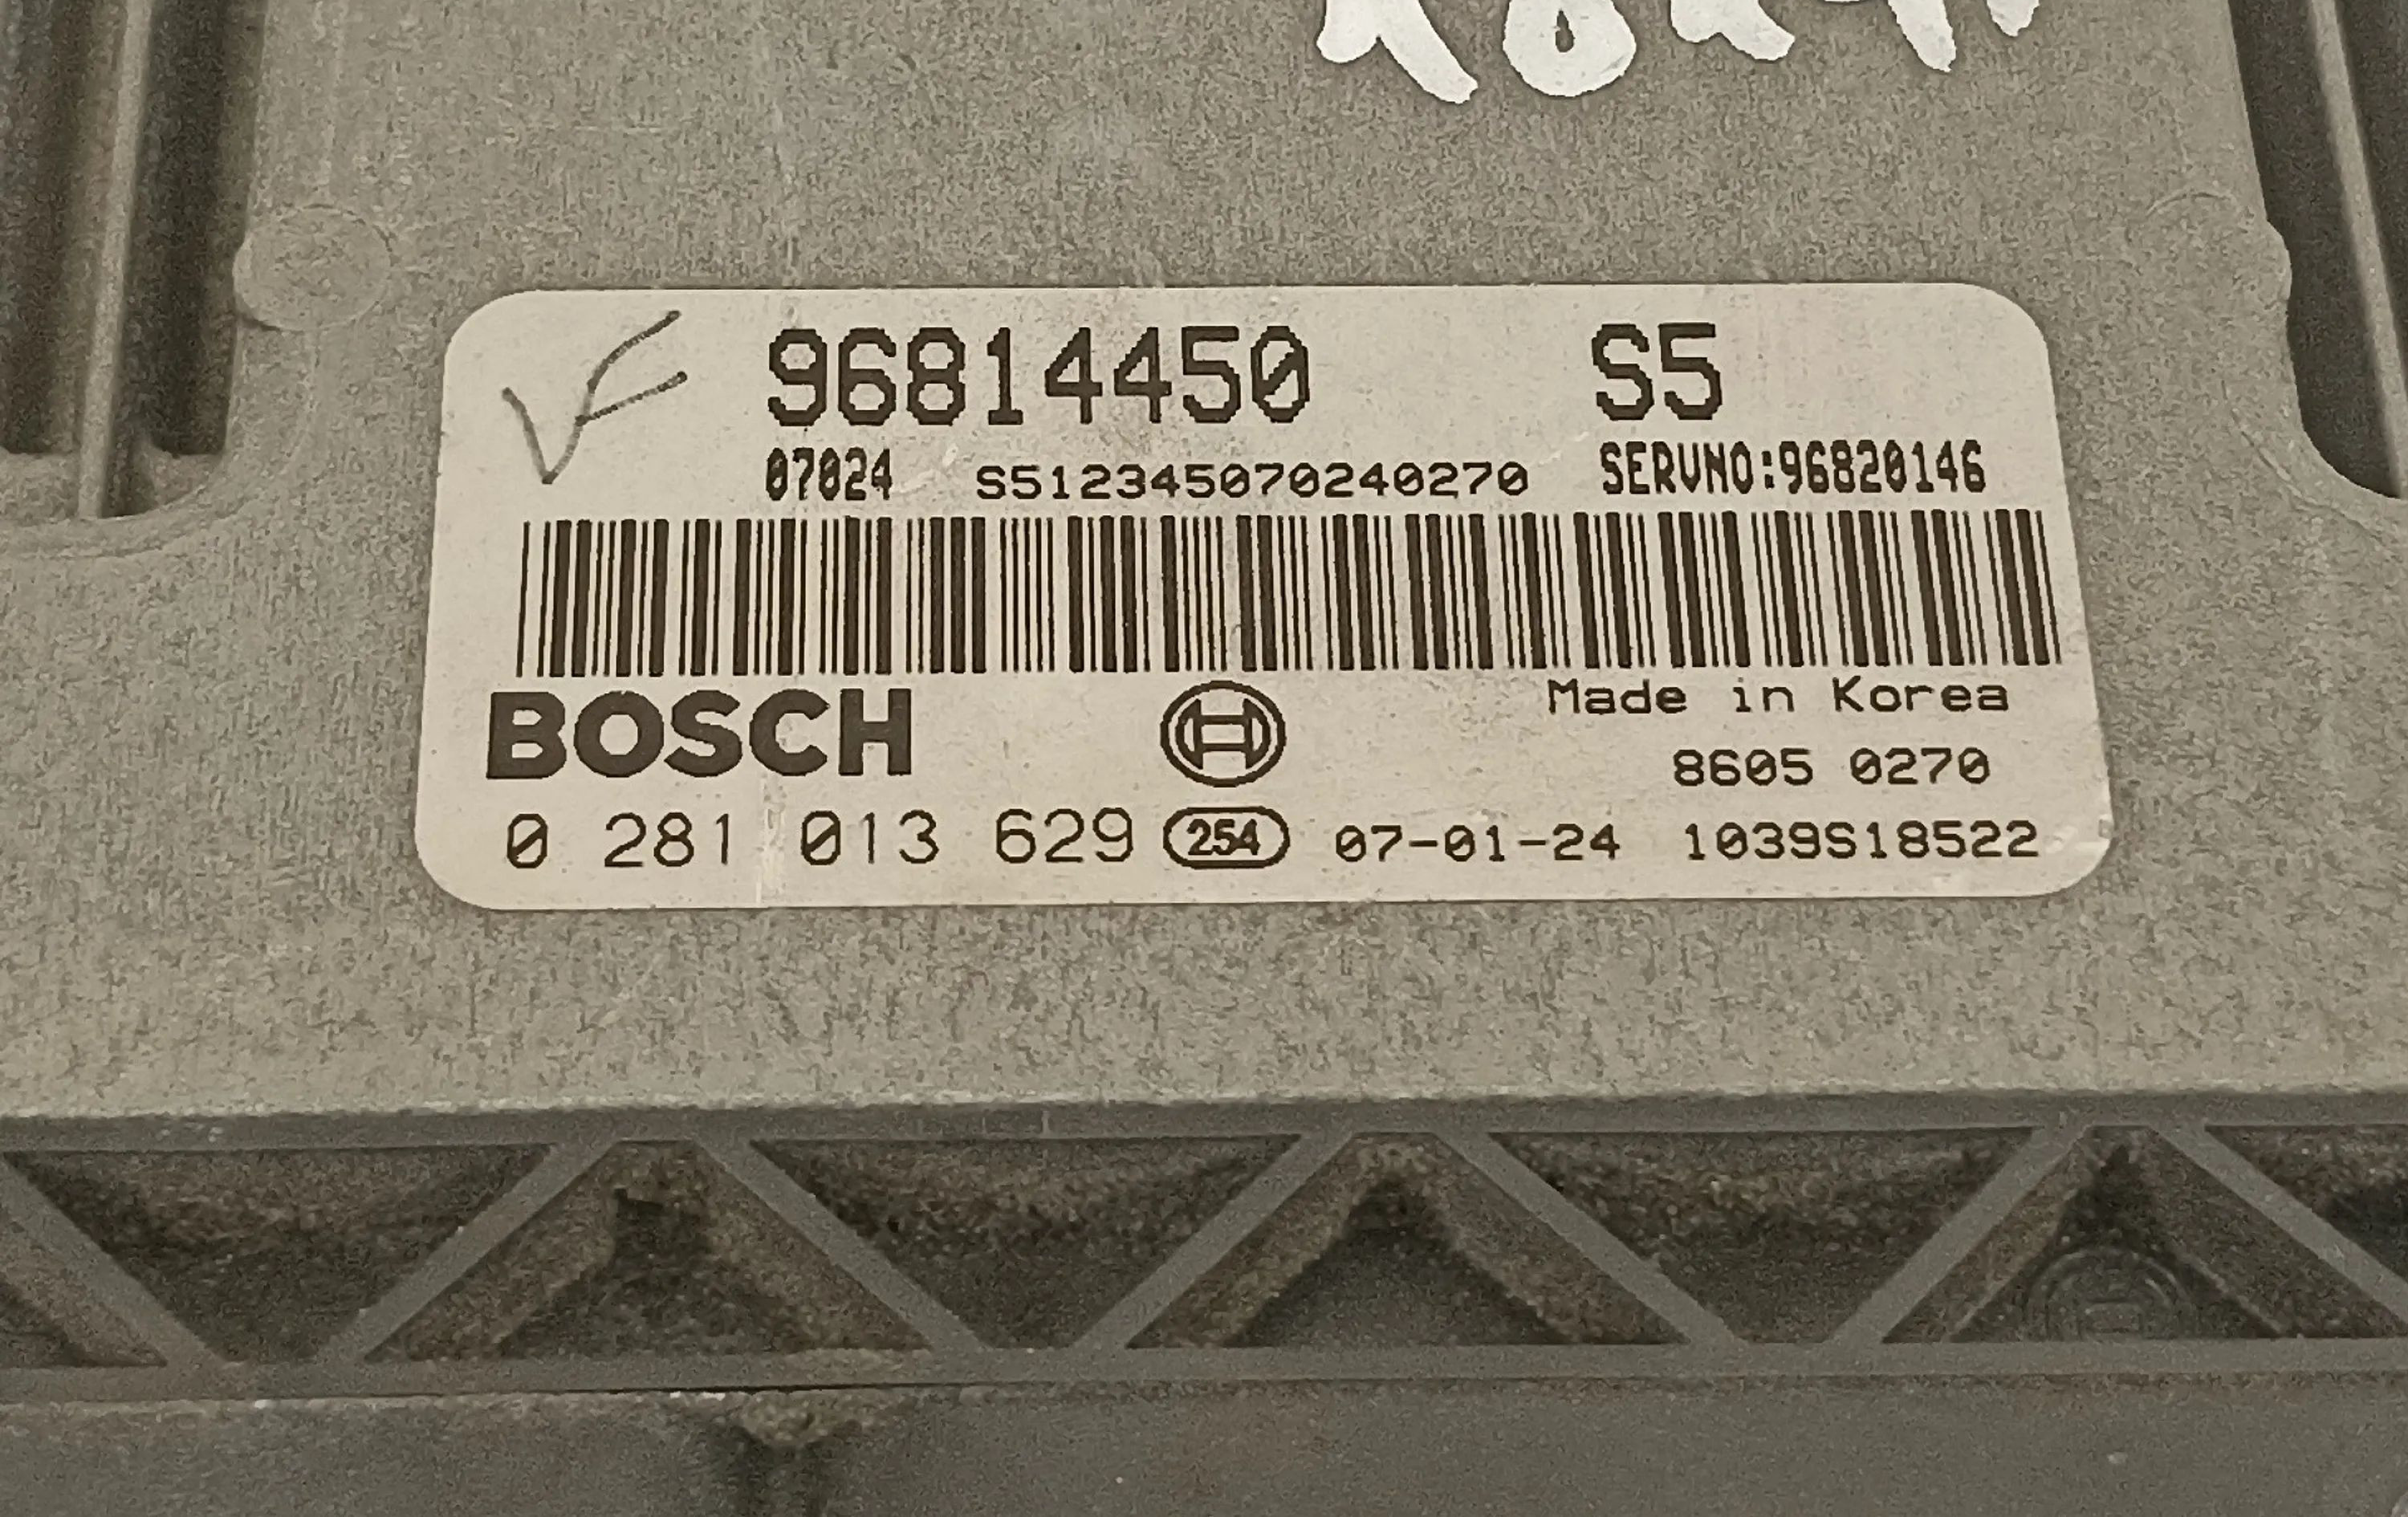 96814450 S5
07024 S512345070240270 SERVNO:96820146
BOSCH
Made in Korea
8605 0270
0 281 013 629 254 07-01-24 1039S18522